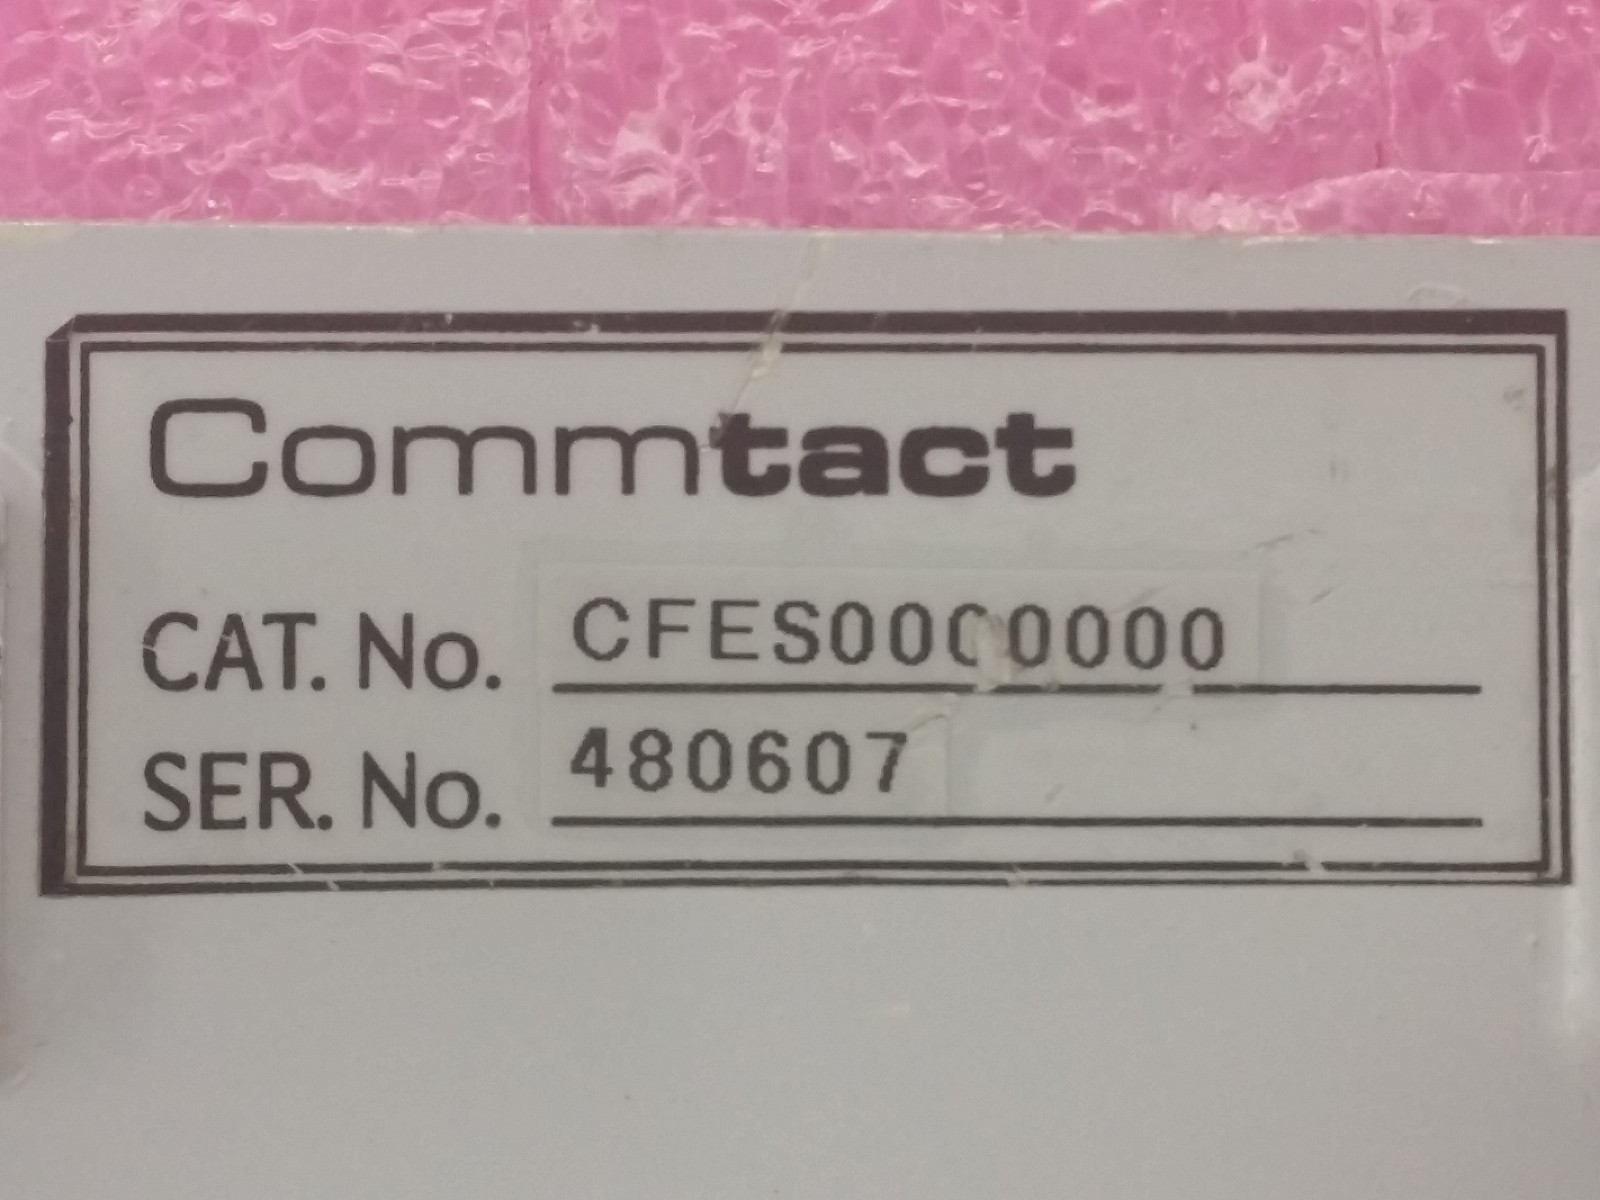 Commtact
CAT. No. CFES0000000
SER. No. 480607